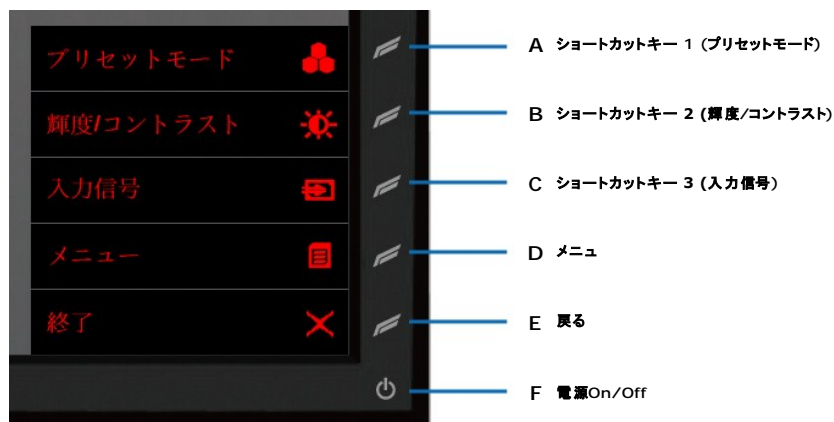 プリセットモード
A ショートカットキー 1 (プリセットモード)
輝度/コントラスト
B ショートカットキー 2 (輝度/コントラスト)
入力信号
C ショートカットキー 3 (入力信号)
メニュー
D メニュ
終了
E 戻る
F 電源On/Off